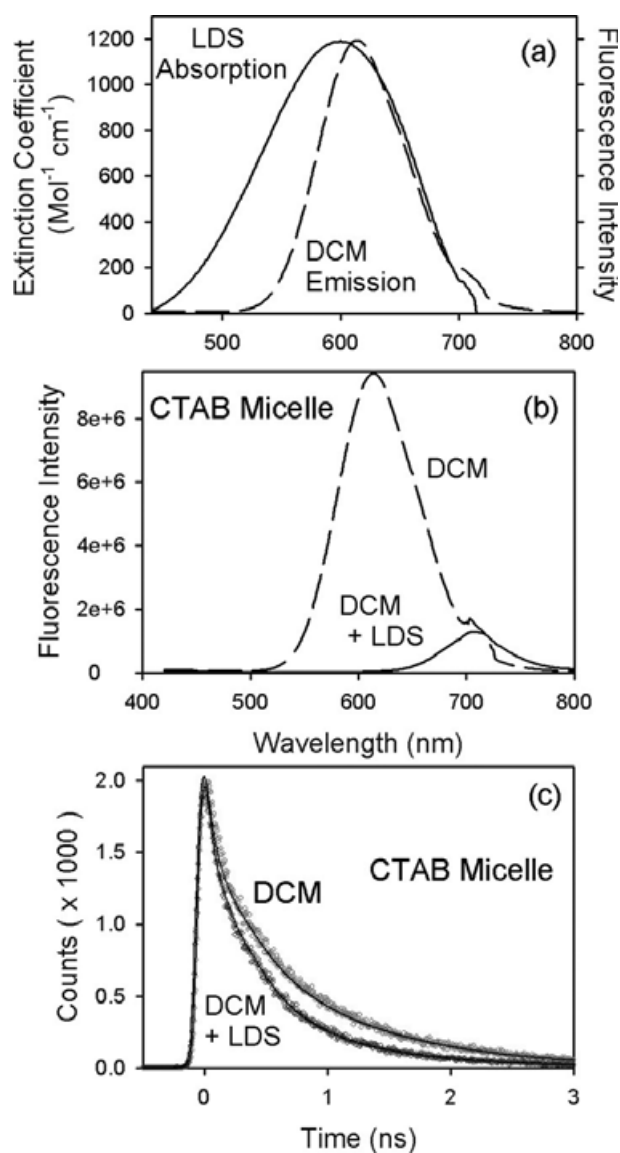 LDS
Absorption
(a)
DCM
Emission
Extinction Coefficient
(Mol⁻¹ cm⁻¹)
1200
1000
800
600
400
200
0
500
600
700
800
Fluorescence Intensity
CTAB Micelle
(b)
DCM
DCM
+ LDS
Fluorescence Intensity
8e+6
6e+6
4e+6
2e+6
0
400
500
600
700
800
Wavelength (nm)
(c)
CTAB Micelle
DCM
DCM
+ LDS
Counts ( x 1000)
2.0
1.5
1.0
0.5
0.0
0
1
2
3
Time (ns)